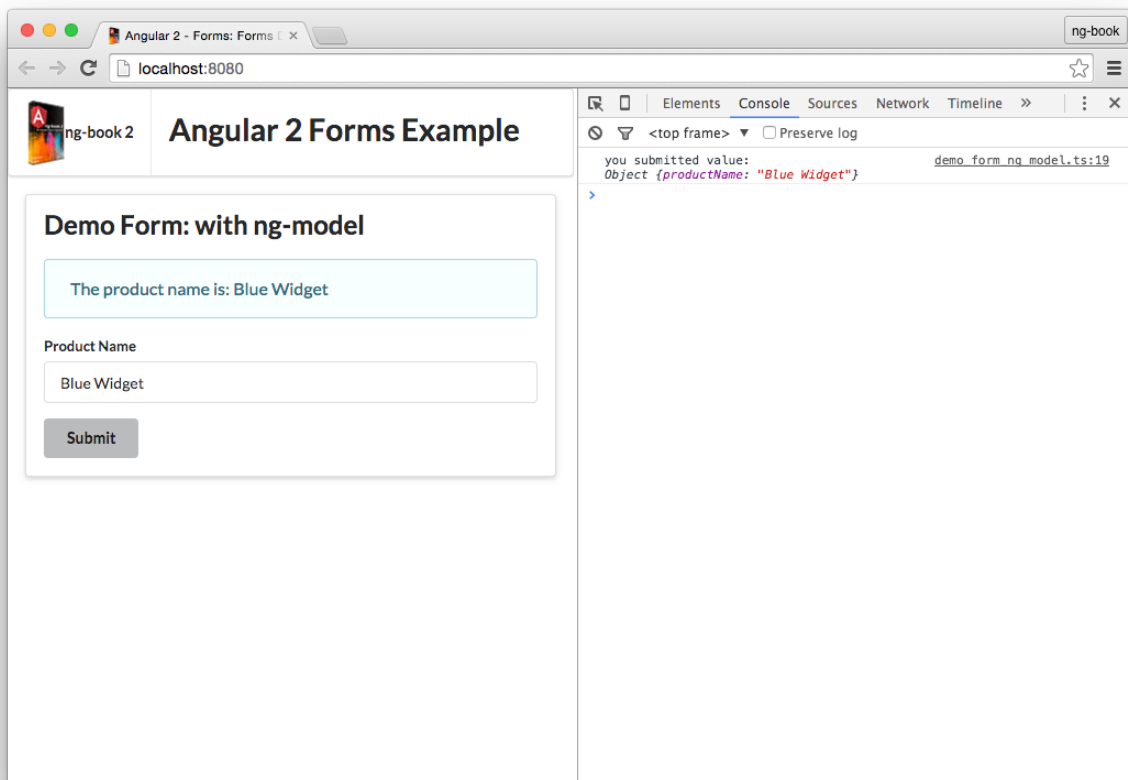 Angular 2 - Forms: Forms
ng-book
localhost:8080
ng-book 2
Angular 2 Forms Example
Demo Form: with ng-model
The product name is: Blue Widget
Product Name
Blue Widget
Submit
Elements Console Sources Network Timeline »
<top frame> ▼ Preserve log
you submitted value: demo_form_ng_model.ts:19
Object {productName: "Blue Widget"}
>